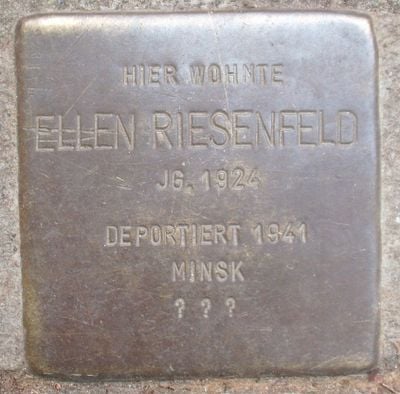 HIER WOHNTE
ELLEN RIESENFELD
JG. 1924
DEPORTIERT 1941
MINSK
? ? ?